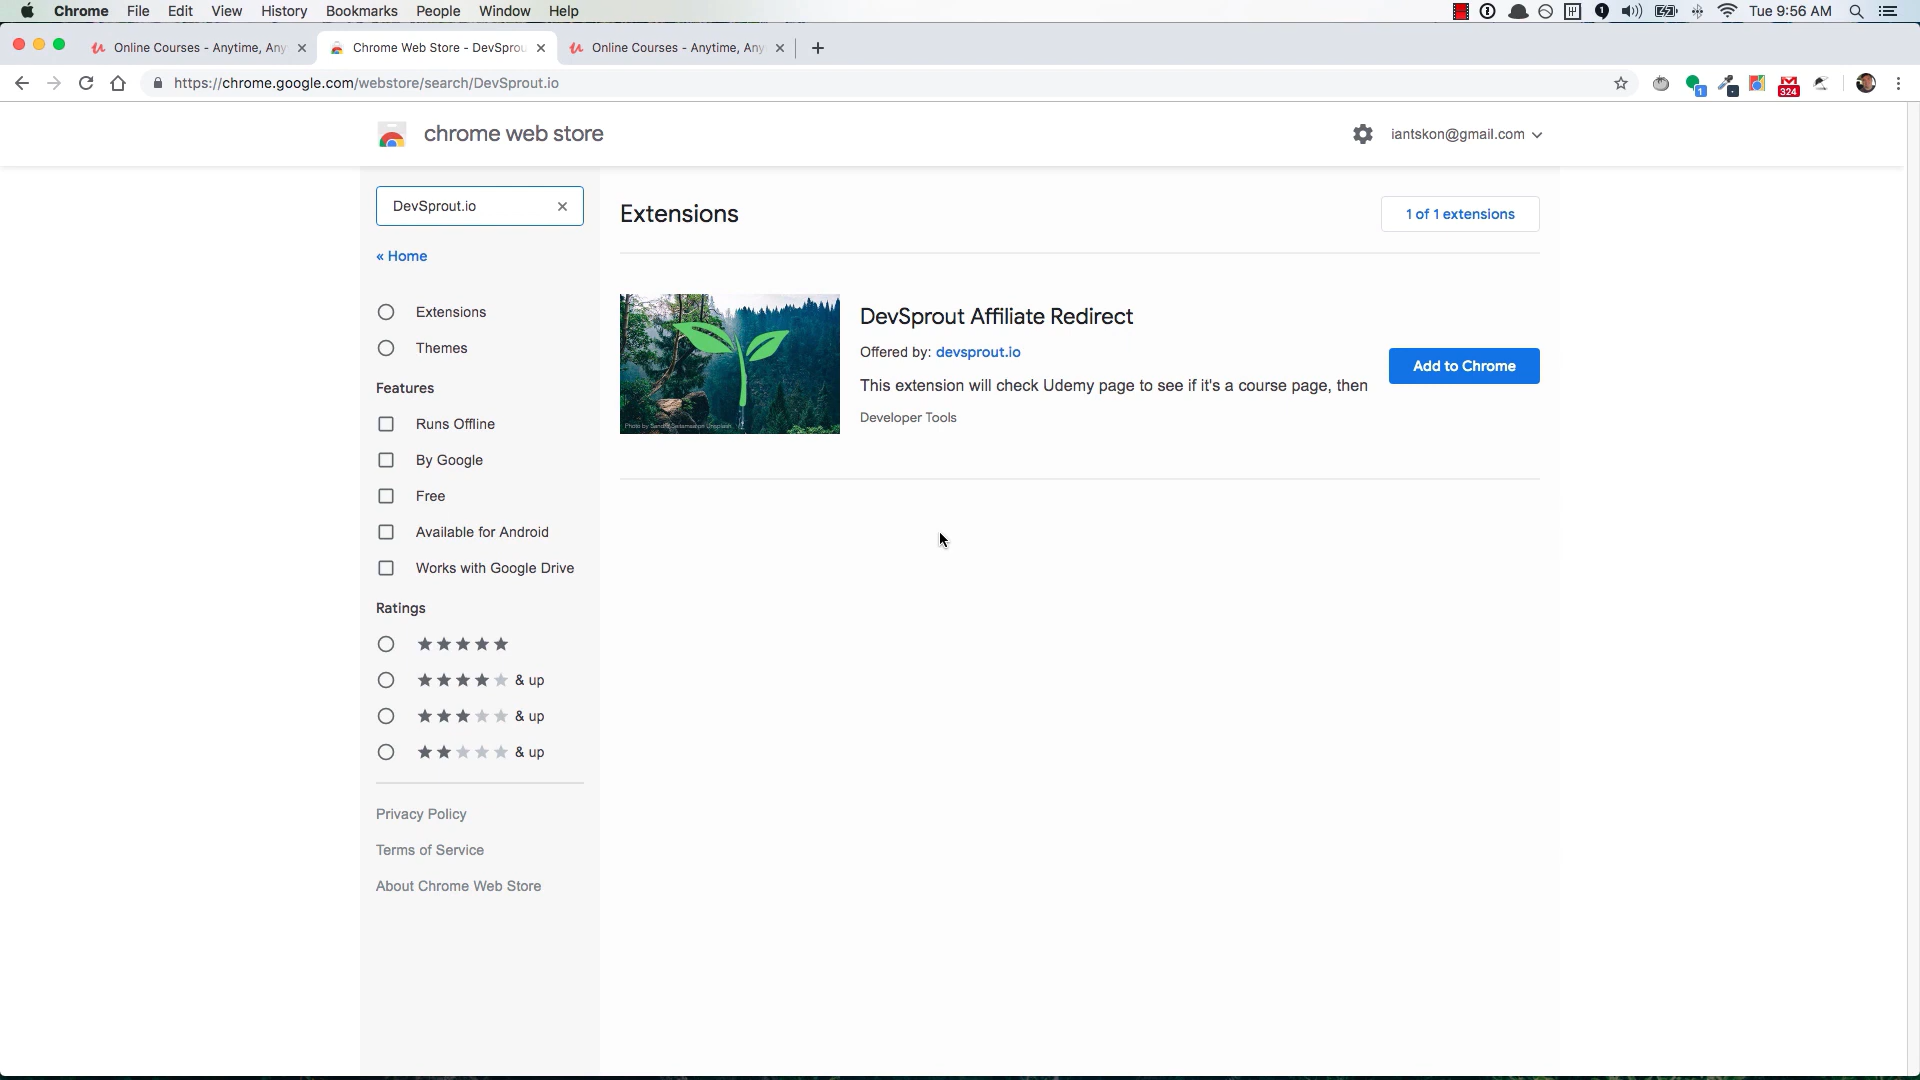 Chrome File Edit View History Bookmarks People Window Help
Tue 9:56 AM
Online Courses - Anytime, Any
Chrome Web Store - DevSprou
Online Courses - Anytime, Any
https://chrome.google.com/webstore/search/DevSprout.io
1
324
chrome web store
iantskon@gmail.com
DevSprout.io
« Home
Extensions
Themes
Features
Runs Offline
By Google
Free
Available for Android
Works with Google Drive
Ratings
& up
& up
& up
Privacy Policy
Terms of Service
About Chrome Web Store
Extensions
1 of 1 extensions
DevSprout Affiliate Redirect
Offered by: devsprout.io
This extension will check Udemy page to see if it's a course page, then
Developer Tools
Add to Chrome